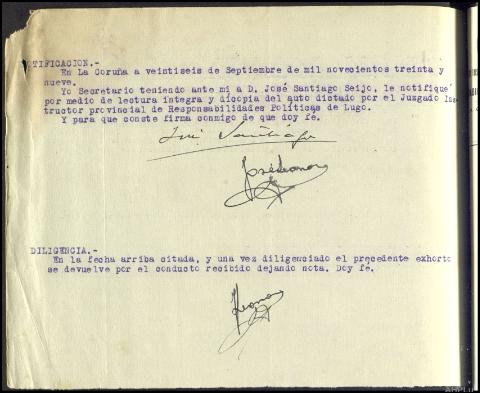 NOTIFICACION.-
En La Coruña a veintiseis de Septiembre de mil novecientos treinta y
nueve.
Yo Secretario teniendo ante mi a D. José Santiago Seijo, le notifiqué
por medio de lectura íntegra y dicopia del auto dictado por el Juzgado Ins-
tructor provincial de Responsabilidades Políticas de Lugo.
Y para que conste firma conmigo de que doy fe.
José Santiago
DILIGENCIA.-
En la fecha arriba citada, y una vez diligenciado el precedente exhorto
se devuelve por el conducto recibido dejando nota. Doy fe.